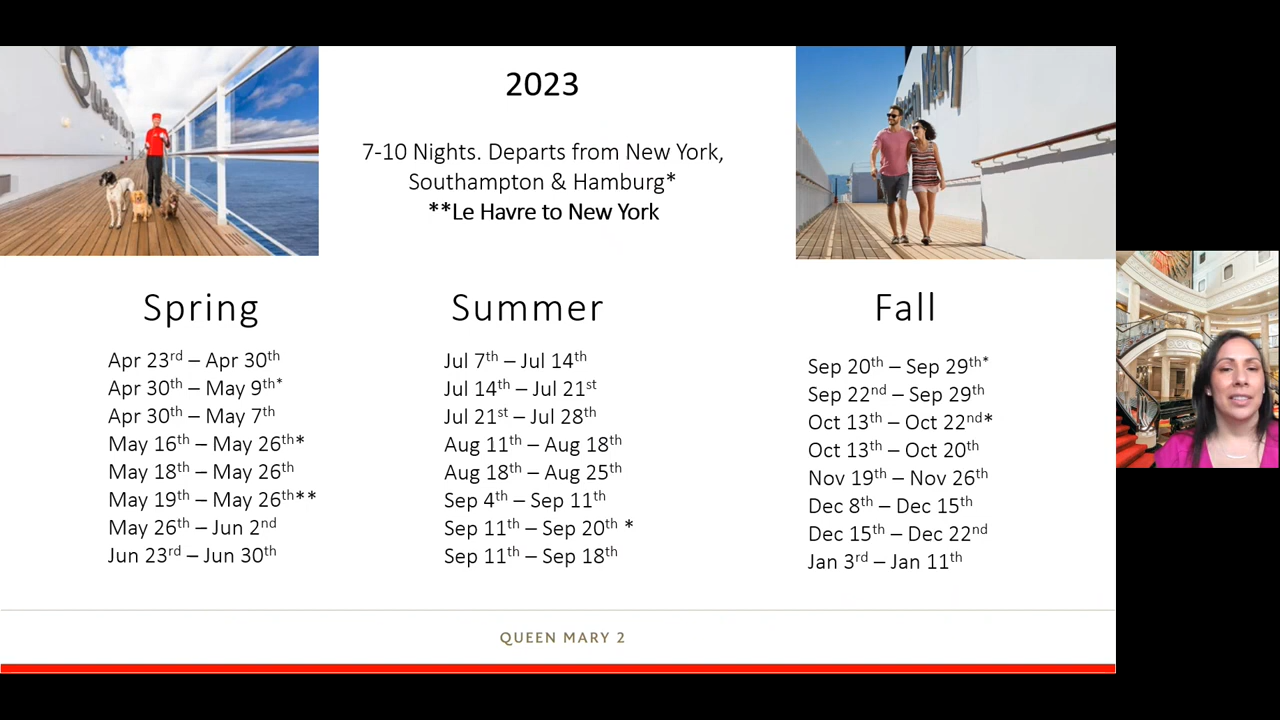 Queen
2023
7-10 Nights. Departs from New York,
Southampton & Hamburg*
**Le Havre to New York
Spring
Apr 23rd – Apr 30th
Apr 30th – May 9th*
Apr 30th – May 7th
May 16th – May 26th*
May 18th – May 26th
May 19th – May 26th**
May 26th – Jun 2nd
Jun 23rd – Jun 30th
Summer
Jul 7th – Jul 14th
Jul 14th – Jul 21st
Jul 21st – Jul 28th
Aug 11th – Aug 18th
Aug 18th – Aug 25th
Sep 4th – Sep 11th
Sep 11th – Sep 20th *
Sep 11th – Sep 18th
Fall
Sep 20th – Sep 29th*
Sep 22nd – Sep 29th
Oct 13th – Oct 22nd*
Oct 13th – Oct 20th
Nov 19th – Nov 26th
Dec 8th – Dec 15th
Dec 15th – Dec 22nd
Jan 3rd – Jan 11th
QUEEN MARY 2